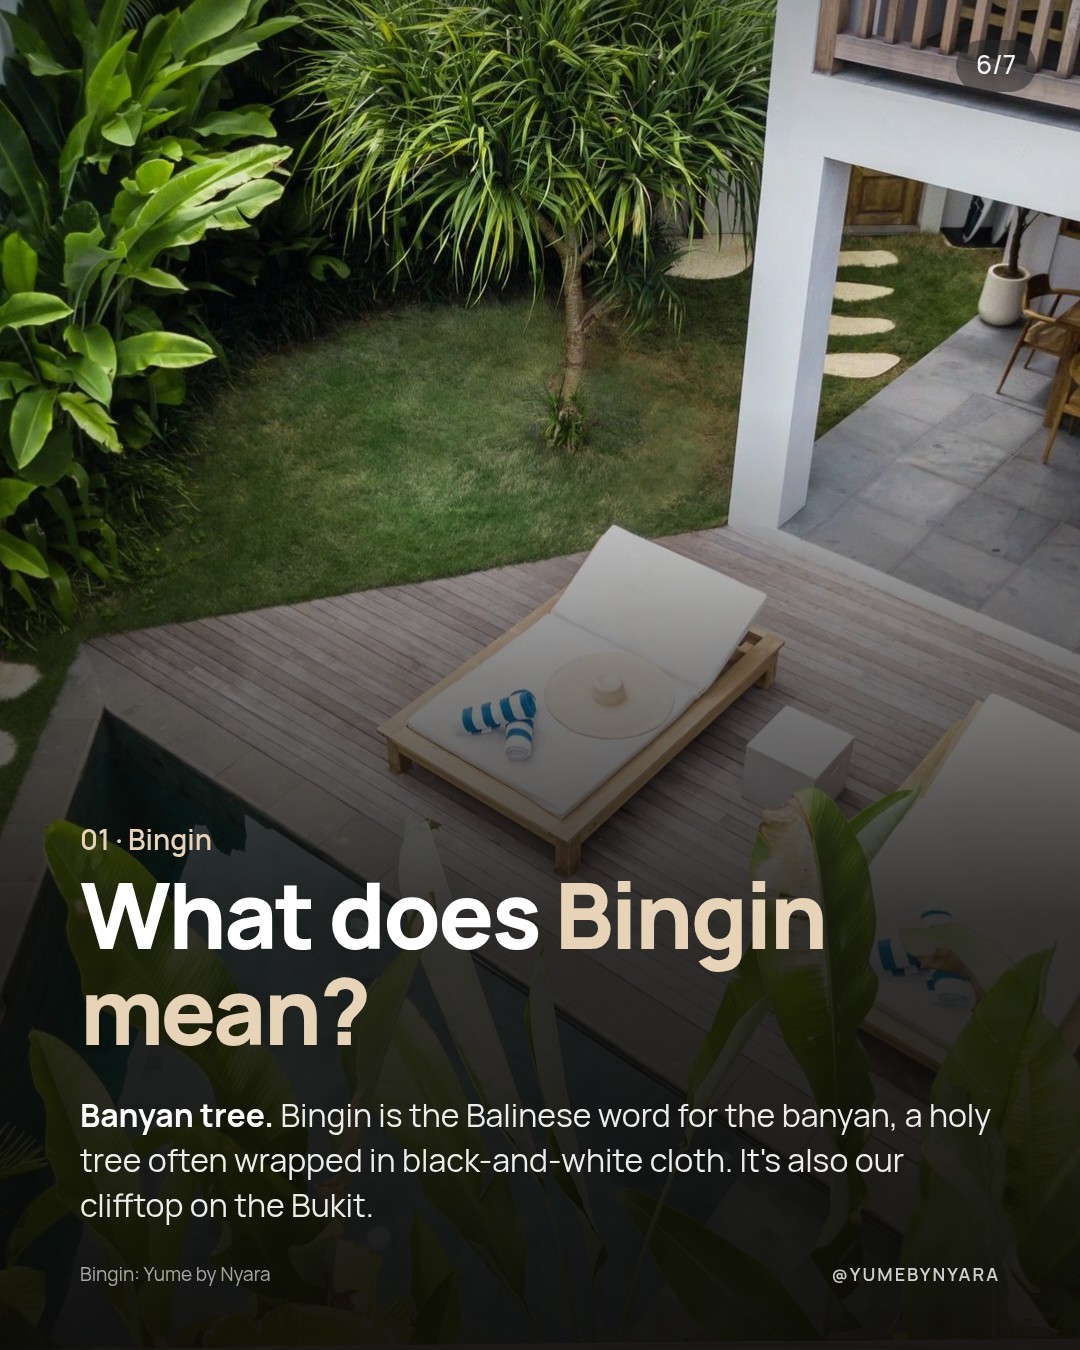 6/7
01 · Bingin
What does Bingin
mean?
Banyan tree. Bingin is the Balinese word for the banyan, a holy
tree often wrapped in black-and-white cloth. It's also our
clifftop on the Bukit.
Bingin: Yume by Nyara
@YUMEBYNYARA